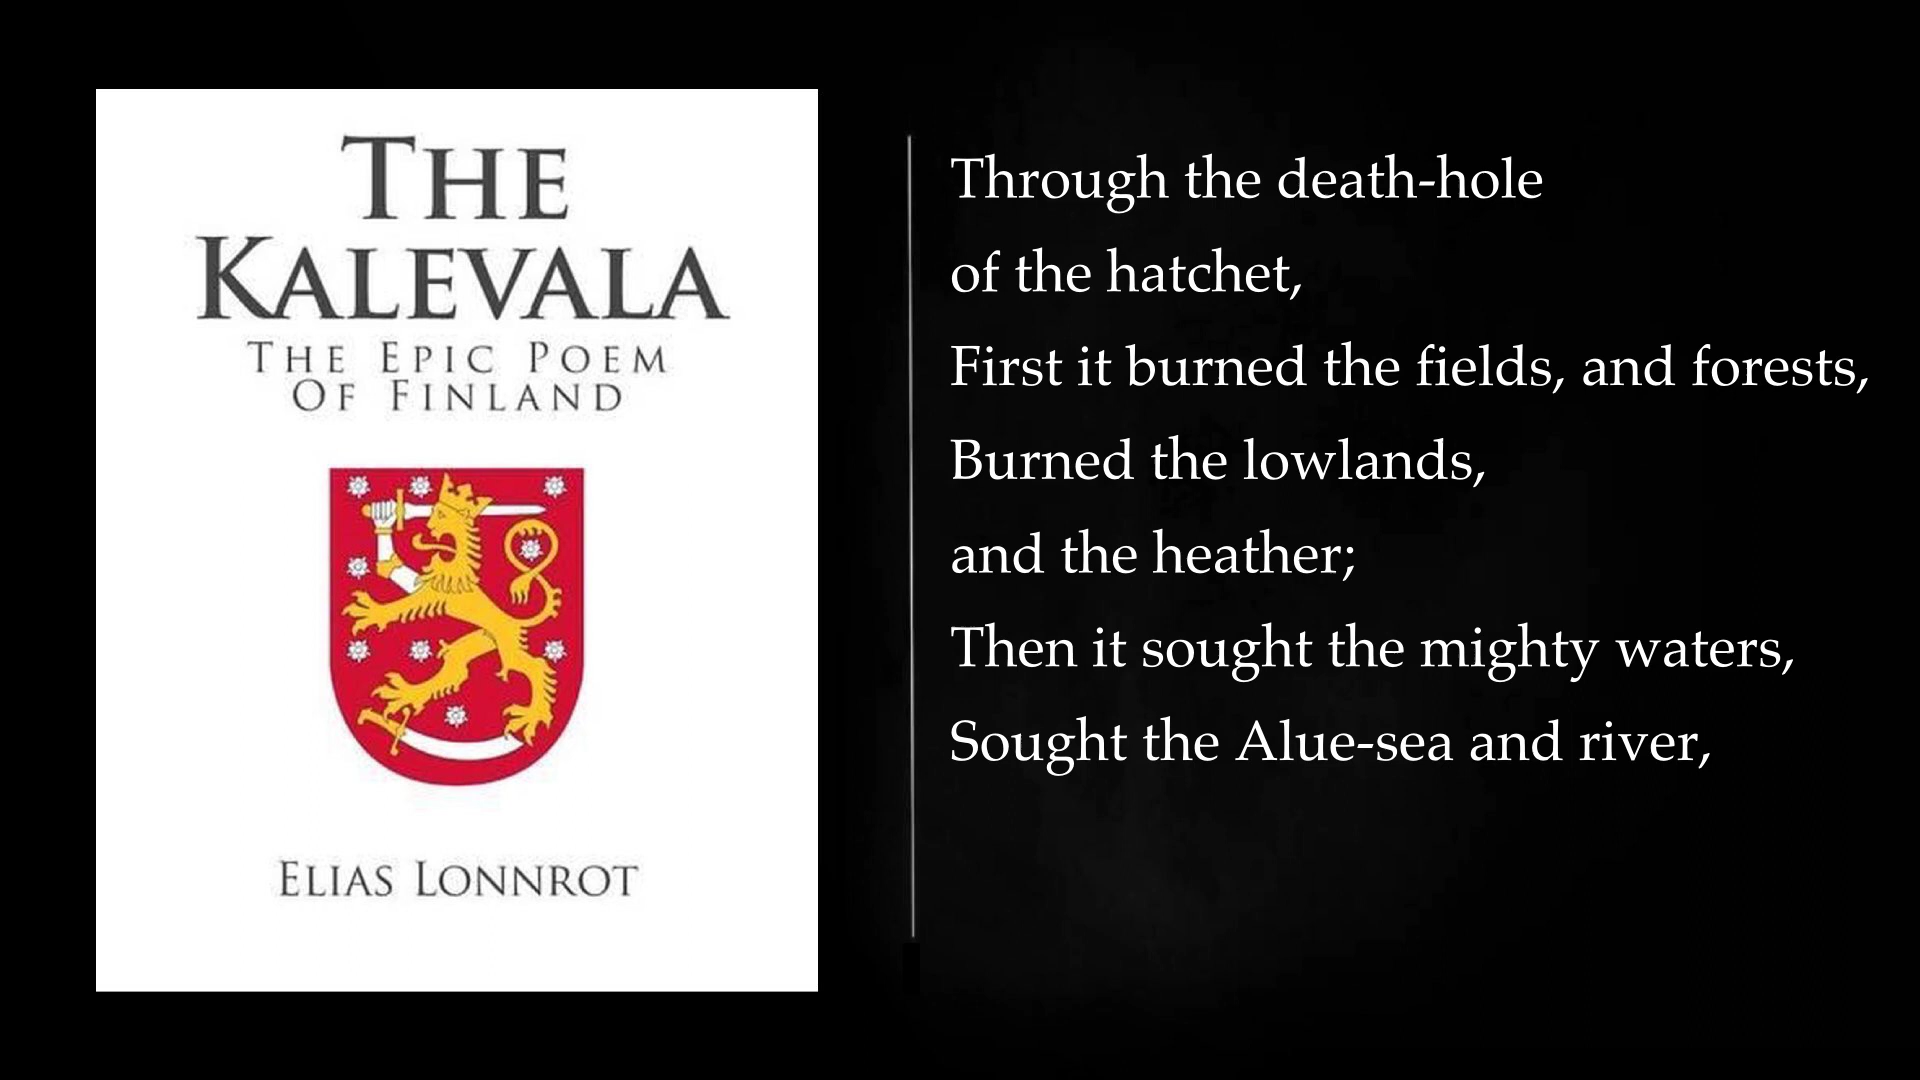 THE
KALEVALA
THE EPIC POEM
OF FINLAND
ELIAS LONNROT
Through the death-hole
of the hatchet,
First it burned the fields, and forests,
Burned the lowlands,
and the heather;
Then it sought the mighty waters,
Sought the Alue-sea and river,